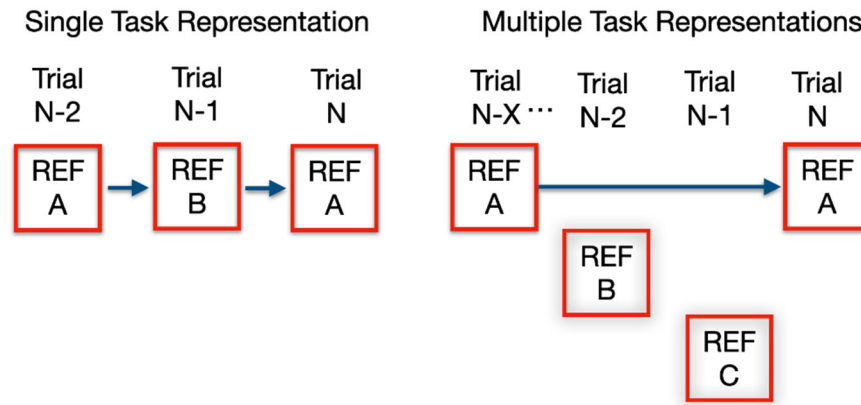 Single Task Representation
Trial N-2
Trial N-1
Trial N
REF A
REF B
REF A
Multiple Task Representations
Trial N-X ...
Trial N-2
Trial N-1
Trial N
REF A
REF A
REF B
REF C